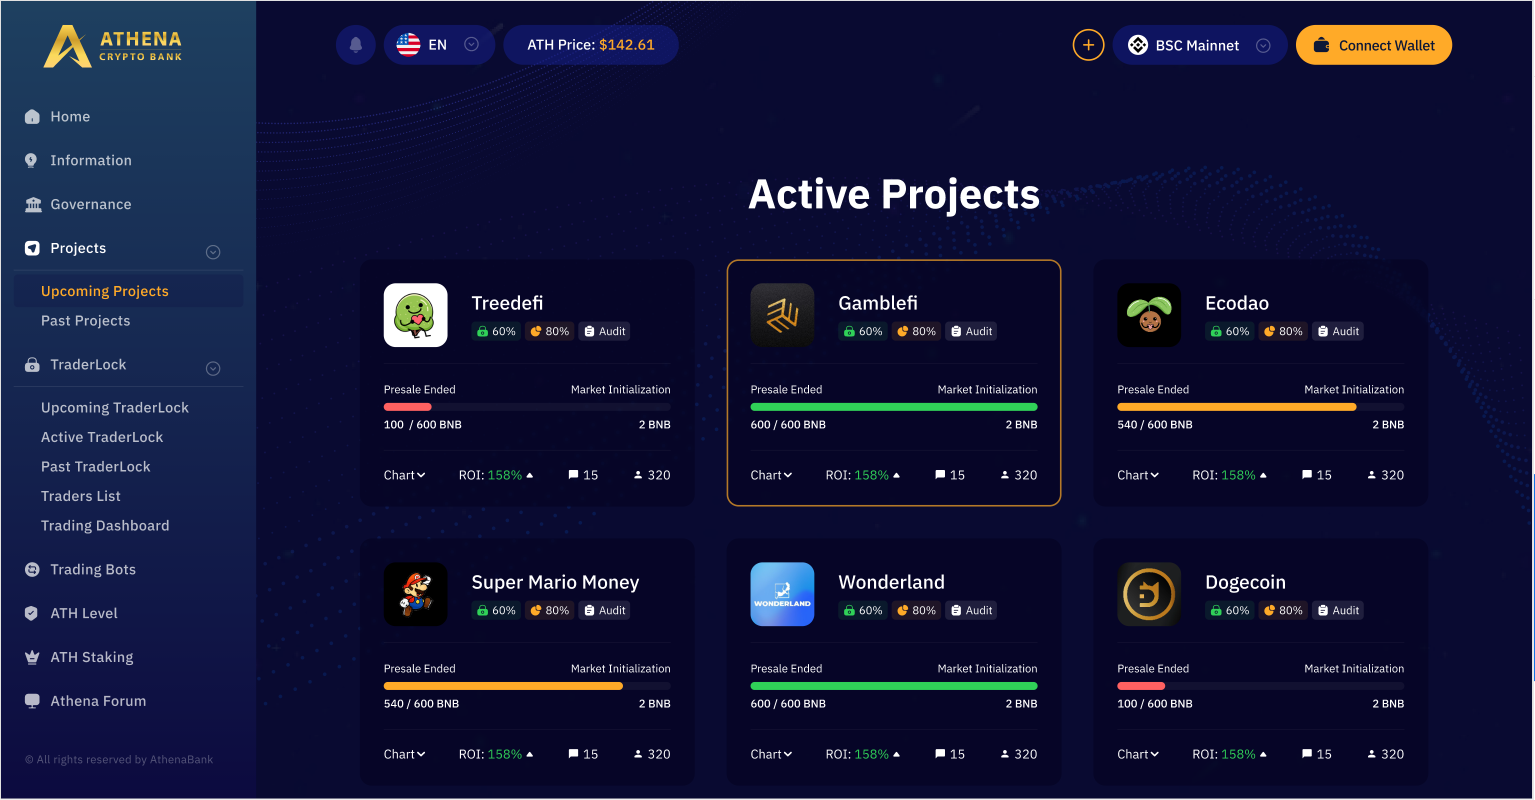 ATHENA
CRYPTO BANK
EN
ATH Price: $142.61
BSC Mainnet
Connect Wallet
Home
Information
Governance
Projects
Upcoming Projects
Past Projects
TraderLock
Upcoming TraderLock
Active TraderLock
Past TraderLock
Traders List
Trading Dashboard
Trading Bots
ATH Level
ATH Staking
Athena Forum
© All rights reserved by AthenaBank
Active Projects
Treedefi
60% 80% Audit
Presale Ended Market Initialization
100 / 600 BNB 2 BNB
Chart ROI: 158% 15 320
Gamblefi
60% 80% Audit
Presale Ended Market Initialization
600 / 600 BNB 2 BNB
Chart ROI: 158% 15 320
Ecodao
60% 80% Audit
Presale Ended Market Initialization
540 / 600 BNB 2 BNB
Chart ROI: 158% 15 320
Super Mario Money
60% 80% Audit
Presale Ended Market Initialization
540 / 600 BNB 2 BNB
Chart ROI: 158% 15 320
WONDERLAND
Wonderland
60% 80% Audit
Presale Ended Market Initialization
600 / 600 BNB 2 BNB
Chart ROI: 158% 15 320
Dogecoin
60% 80% Audit
Presale Ended Market Initialization
100 / 600 BNB 2 BNB
Chart ROI: 158% 15 320